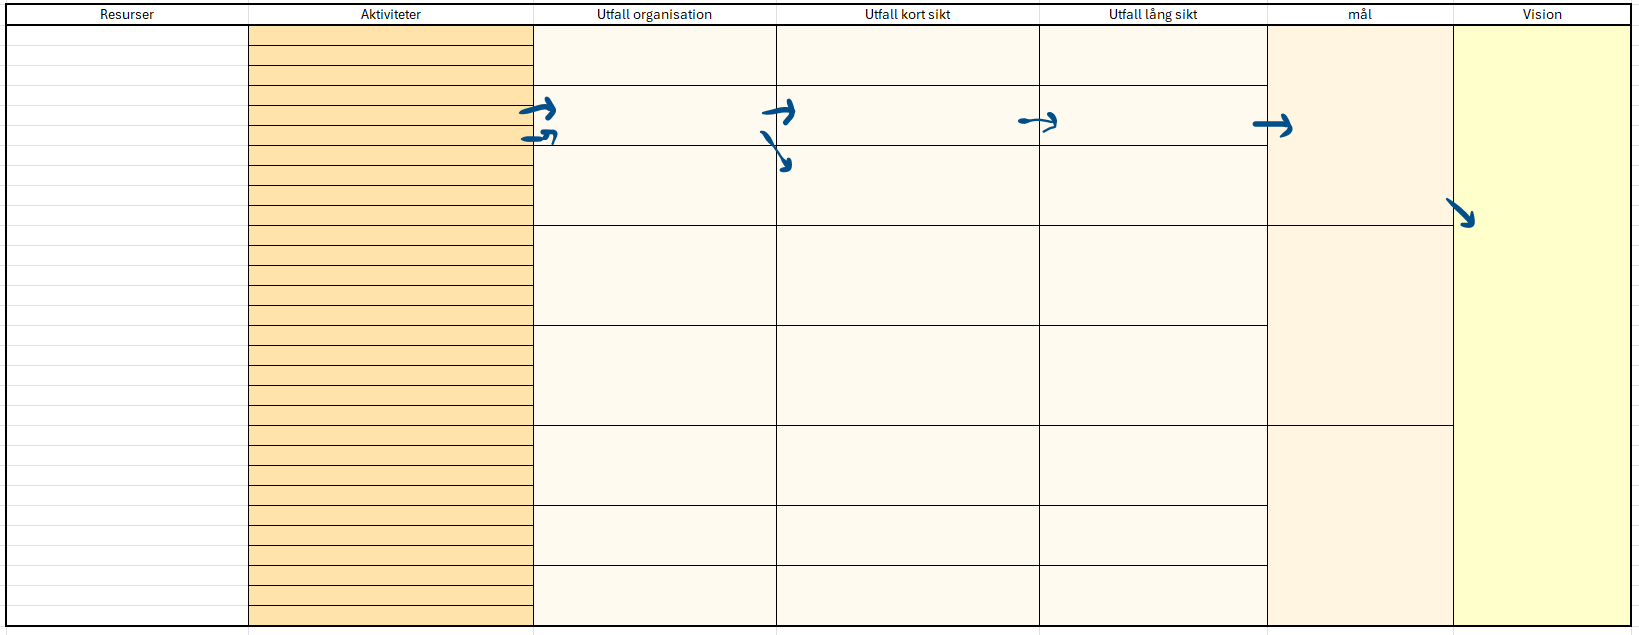 Resurser Aktiviteter Utfall organisation Utfall kort sikt Utfall lång sikt mål Vision